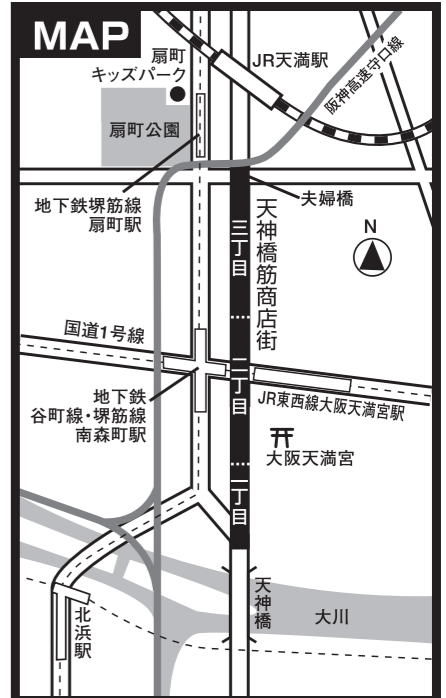 MAP
扇町
キッズパーク
JR天満駅
阪神高速守口線
扇町公園
地下鉄堺筋線
扇町駅
夫婦橋
天神橋筋商店街
三丁目
N
国道1号線
二丁目
地下鉄
谷町線・堺筋線
南森町駅
JR東西線大阪天満宮駅
大阪天満宮
一丁目
天神橋
大川
北浜駅